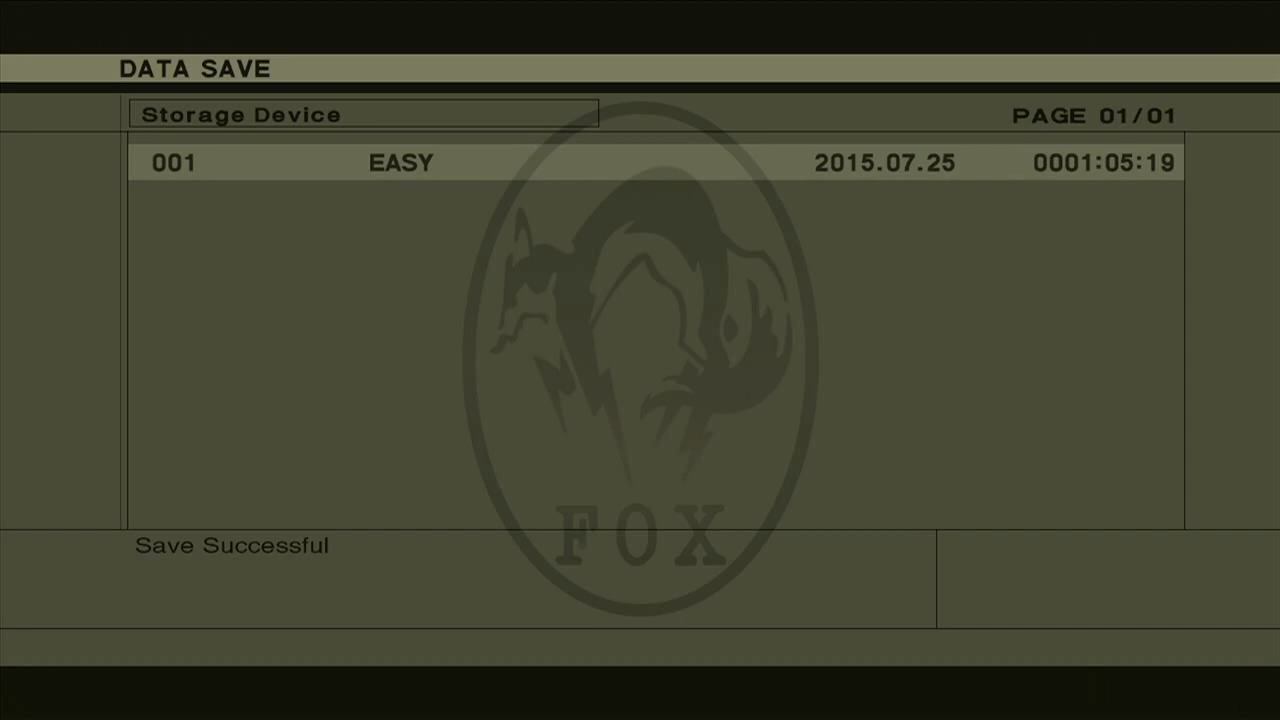 DATA SAVE
Storage Device
PAGE 01/01
001 EASY 2015.07.25 0001:05:19
FOX
Save Successful